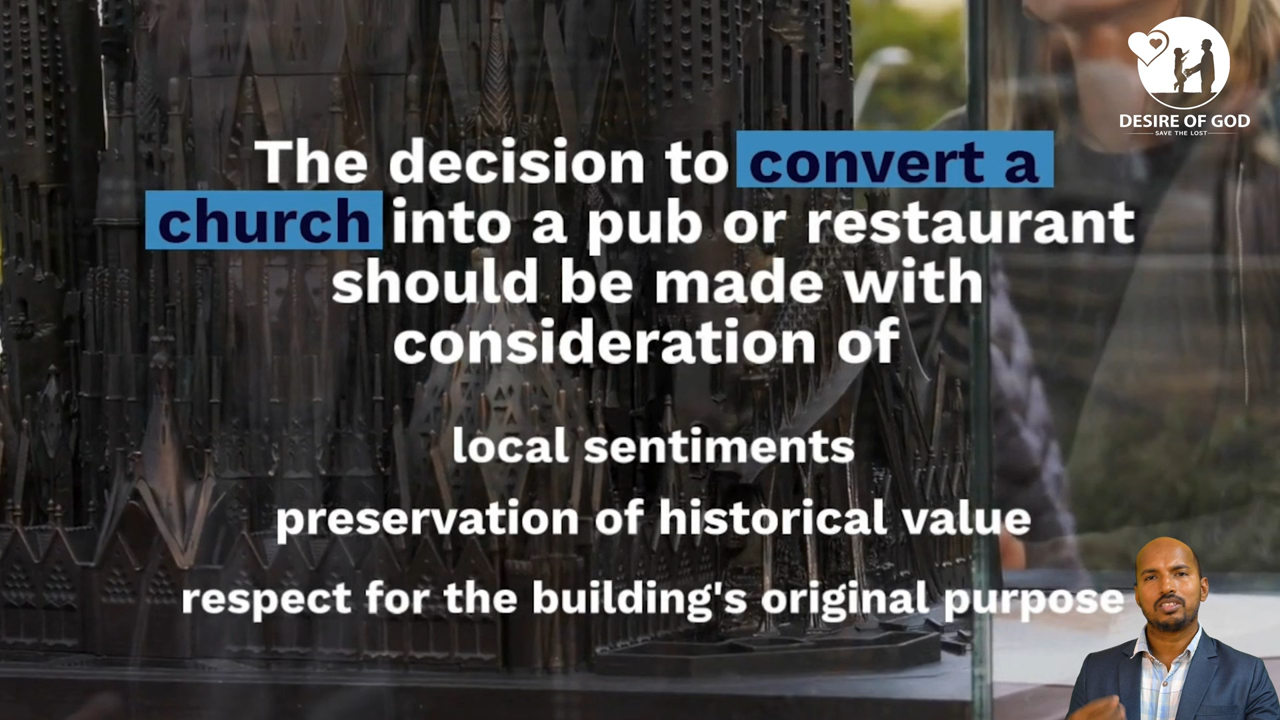 DESIRE OF GOD
SAVE THE LOST
The decision to convert a
church into a pub or restaurant
should be made with
consideration of
local sentiments
preservation of historical value
respect for the building's original purpose